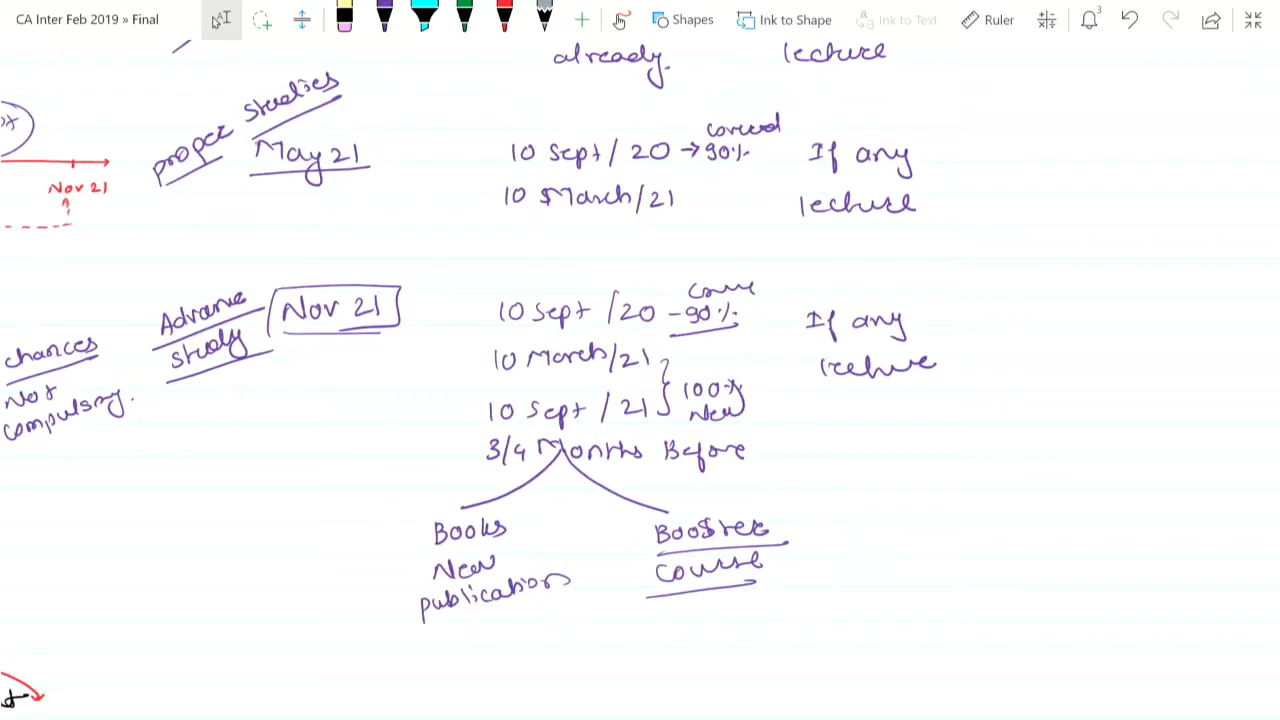 CA Inter Feb 2019 » Final
Shapes
Ink to Shape
Ink to Text
Ruler
3
already.
lecture
proper studies
May 21
10 Sept / 20 → 90%
covered
10 March / 21
If any
lecture
Nov 21
Advance
study
Nov 21
10 Sept / 20 - 90%
10 March / 21
10 Sept / 21
100%
New
If any
lecture
3/4 Months Before
chances
Not
compulsory.
Books
New
publication
Booster
course